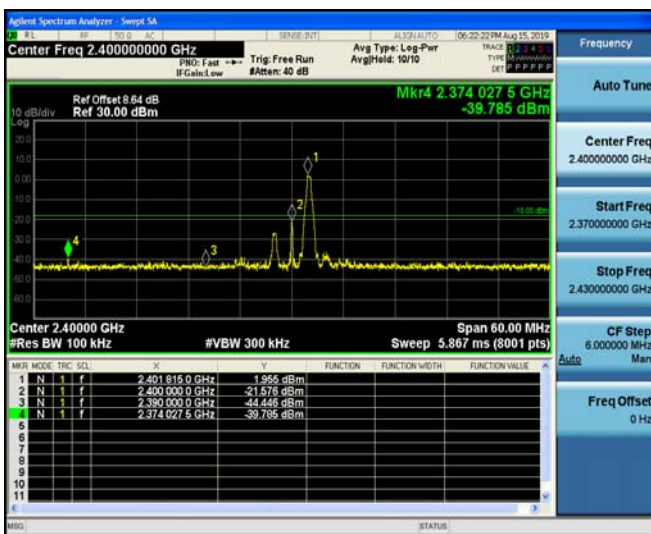 Agilent Spectrum Analyzer - Swept SA
RL RF 50 Ω AC SENSE:INT ALIGN AUTO 06:22:22 PM Aug 15, 2019
Center Freq 2.400000000 GHz
PNO: Fast
IFGain:Low
Trig: Free Run
#Atten: 40 dB
Avg Type: Log-Pwr
Avg|Hold: 10/10
TRACE 1 2 3 4 5 6
TYPE
DET P P P P P P
Mkr4 2.374 027 5 GHz
-39.785 dBm
Ref Offset 8.64 dB
10 dB/div Ref 30.00 dBm
Log
20.0
10.0
0.00
-10.0
-20.0
-30.0
-40.0
-50.0
-60.0
1
2
3
4
Center 2.40000 GHz Span 60.00 MHz
#Res BW 100 kHz #VBW 300 kHz Sweep 5.867 ms (8001 pts)
MKR MODE TRC SCL X Y FUNCTION FUNCTION WIDTH FUNCTION VALUE
1 N 1 f 2.401 815 0 GHz 1.955 dBm
2 N 1 f 2.400 000 0 GHz -21.576 dBm
3 N 1 f 2.390 000 0 GHz -44.446 dBm
4 N 1 f 2.374 027 5 GHz -39.785 dBm
5
6
7
8
9
10
11
MSG STATUS
Frequency
Auto Tune
Center Freq
2.400000000 GHz
Start Freq
2.370000000 GHz
Stop Freq
2.430000000 GHz
CF Step
6.000000 MHz
Auto Man
Freq Offset
0 Hz